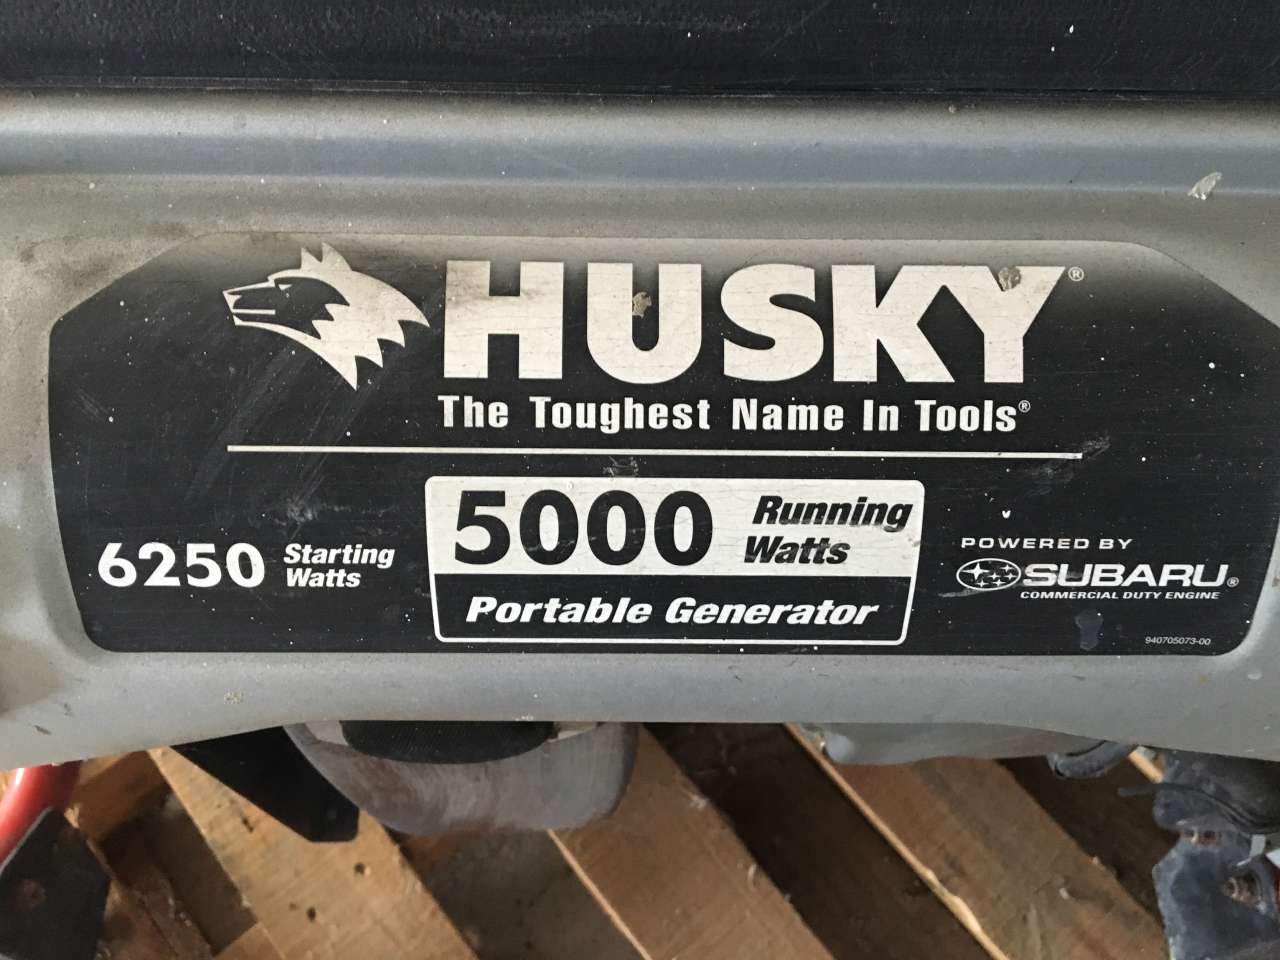 HUSKY®
The Toughest Name In Tools®
6250 Starting Watts
5000 Running Watts
Portable Generator
POWERED BY
SUBARU®
COMMERCIAL DUTY ENGINE
940705073-00